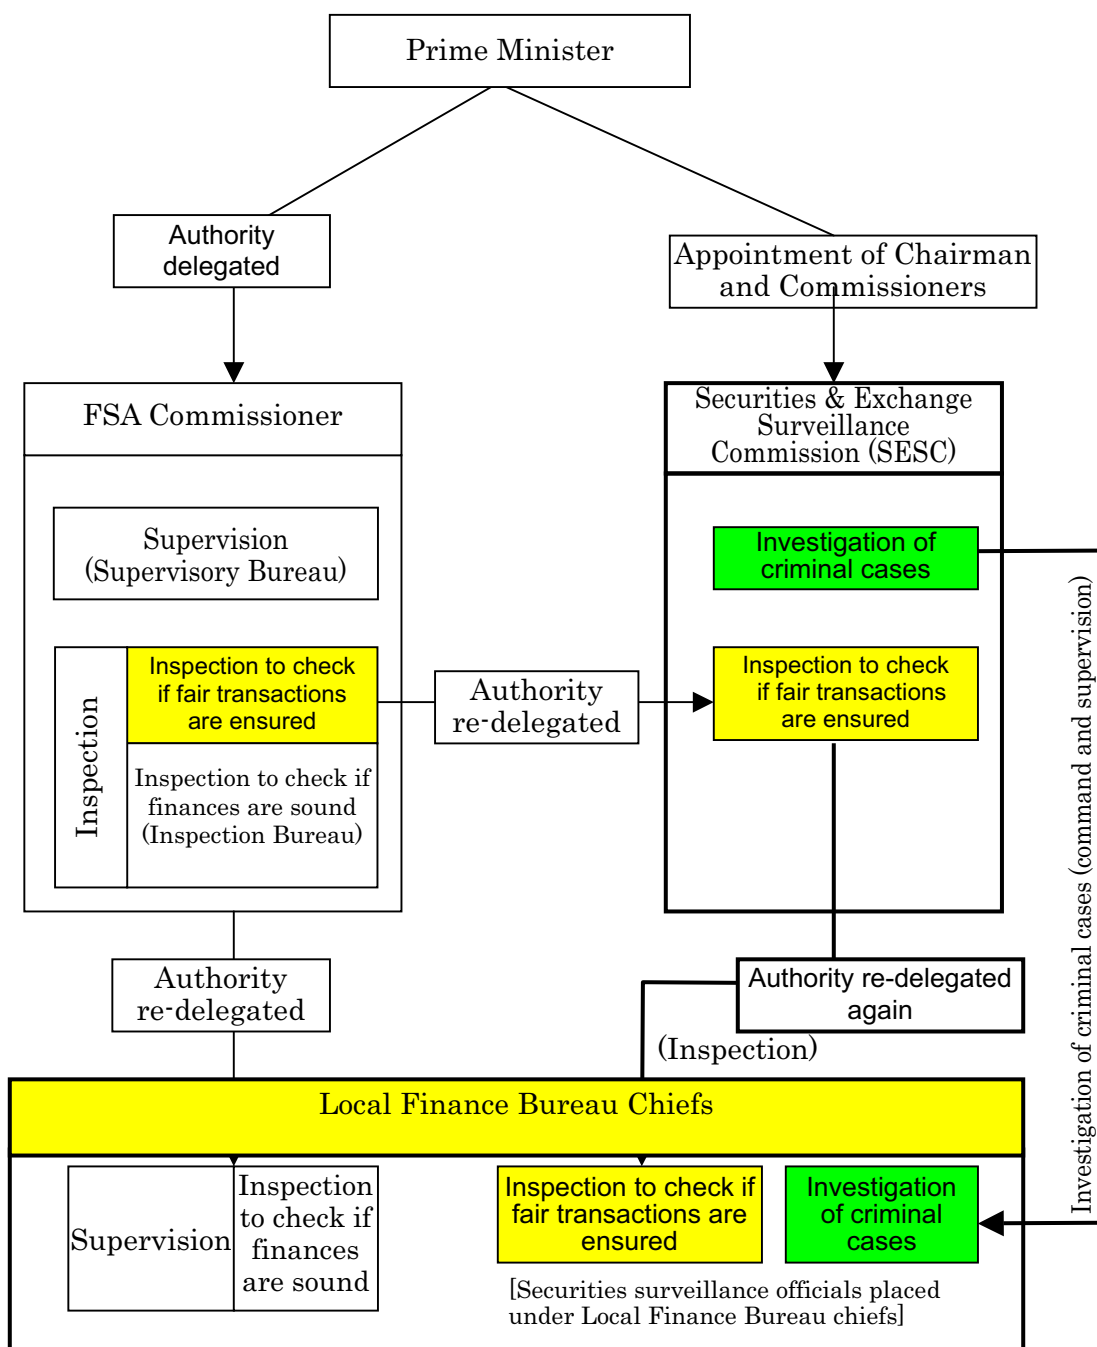 Prime Minister
Authority
delegated
Appointment of Chairman
and Commissioners
FSA Commissioner
Securities & Exchange
Surveillance
Commission (SESC)
Supervision
(Supervisory Bureau)
Investigation of
criminal cases
Inspection
Inspection to check
if fair transactions
are ensured
Inspection to check if
finances are sound
(Inspection Bureau)
Authority
re-delegated
Inspection to check
if fair transactions
are ensured
Investigation of criminal cases (command and supervision)
Authority
re-delegated
Authority re-delegated
again
(Inspection)
Local Finance Bureau Chiefs
Supervision
Inspection
to check if
finances
are sound
Inspection to check if
fair transactions are
ensured
Investigation
of criminal
cases
[Securities surveillance officials placed
under Local Finance Bureau chiefs]